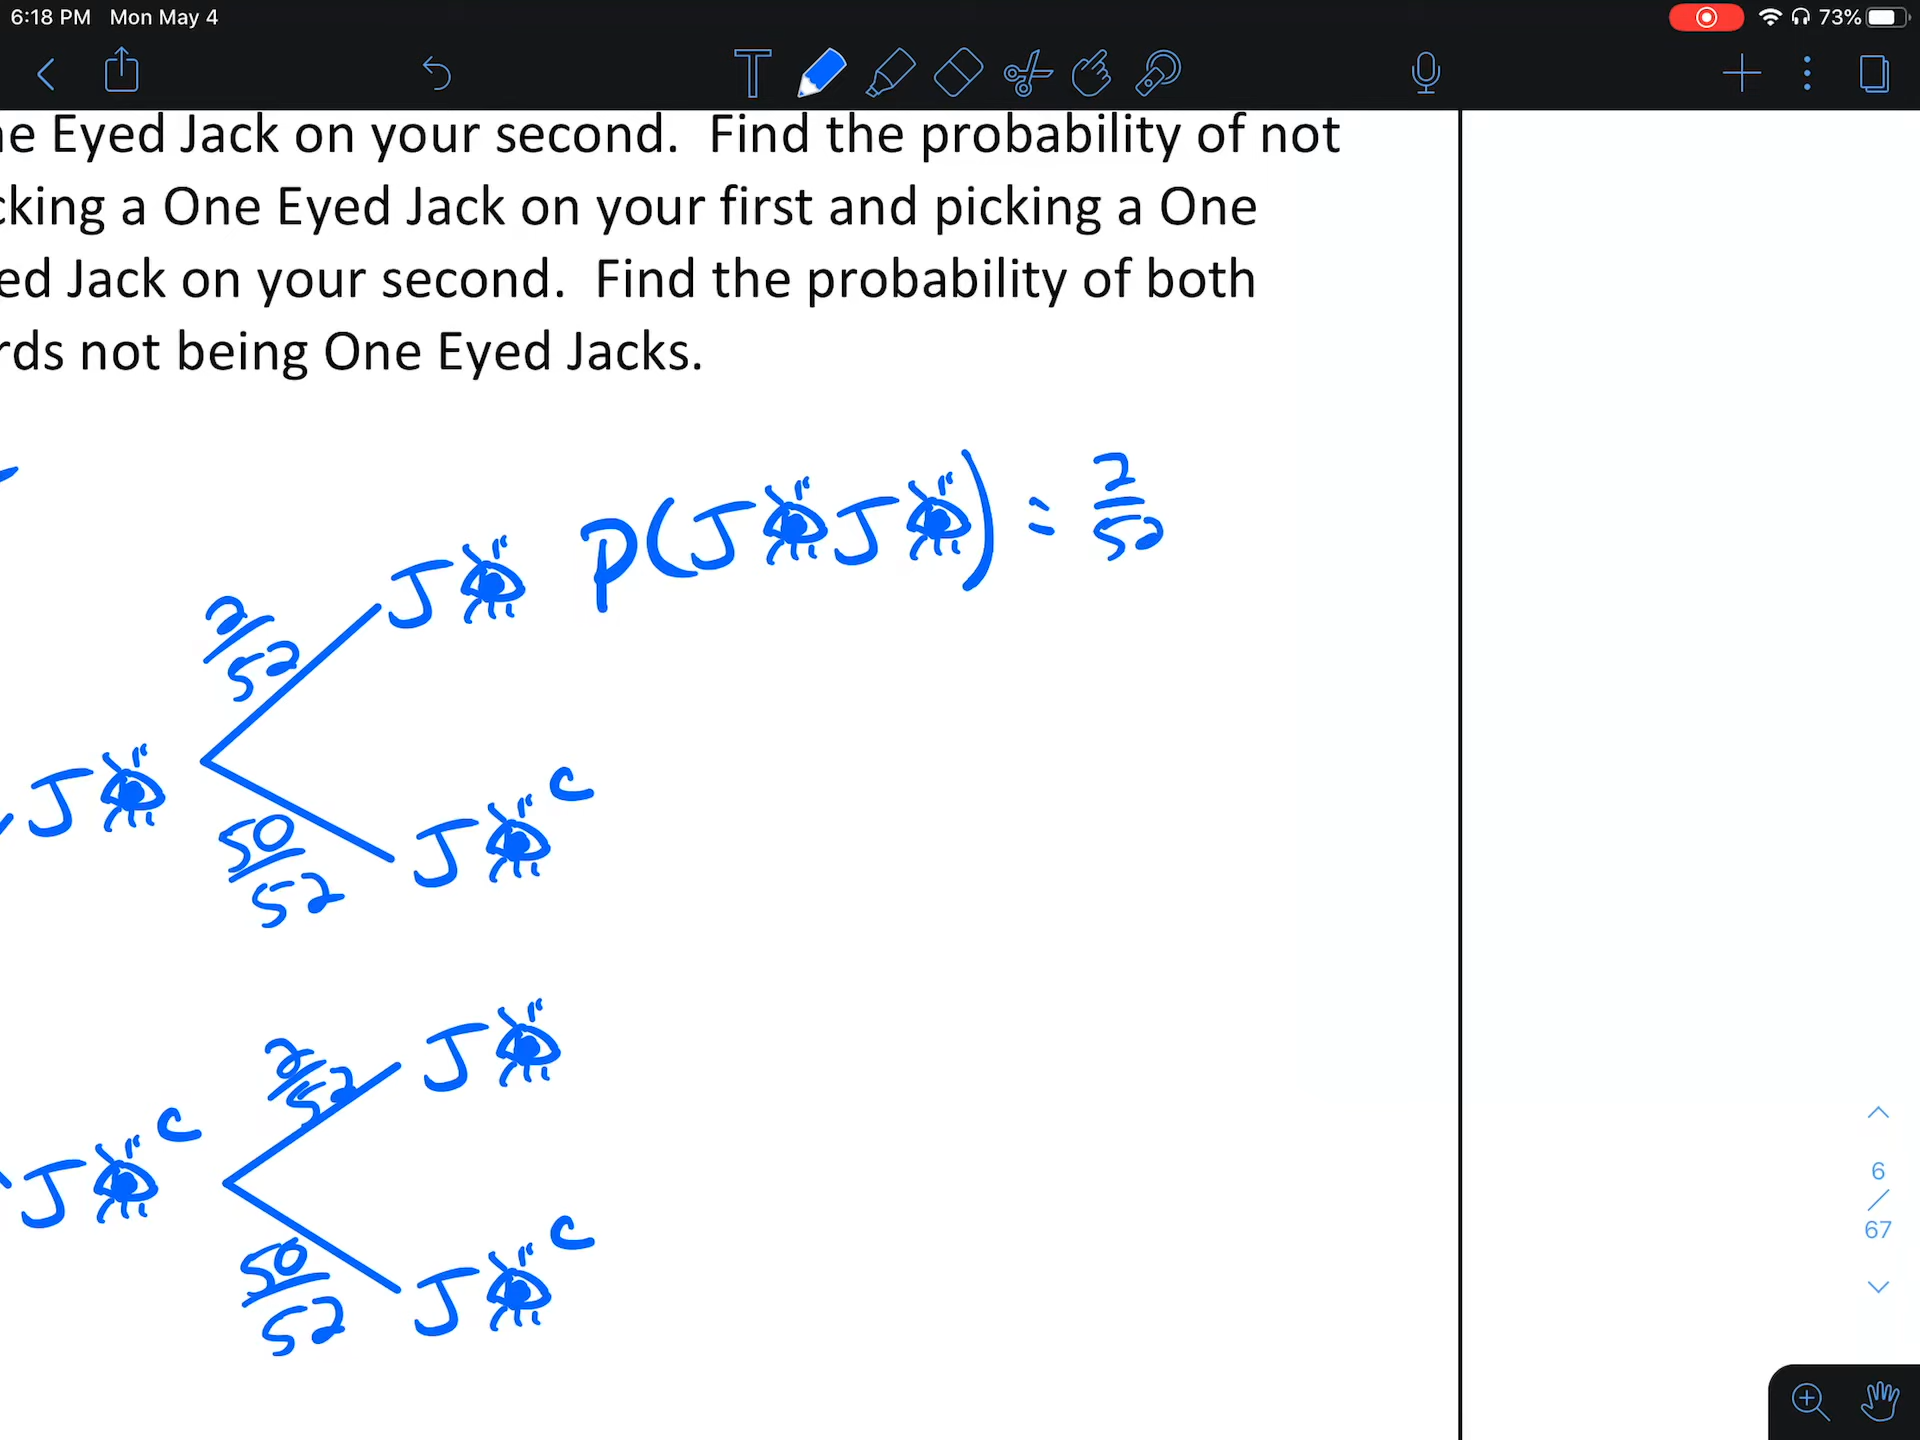 6:18 PM Mon May 4
73%
T
ne Eyed Jack on your second. Find the probability of not
cking a One Eyed Jack on your first and picking a One
ed Jack on your second. Find the probability of both
rds not being One Eyed Jacks.
P(J J) = 2/52
2/52 J
J
50/52 J C
2/52 J
J C
50/52 J C
6
/
67